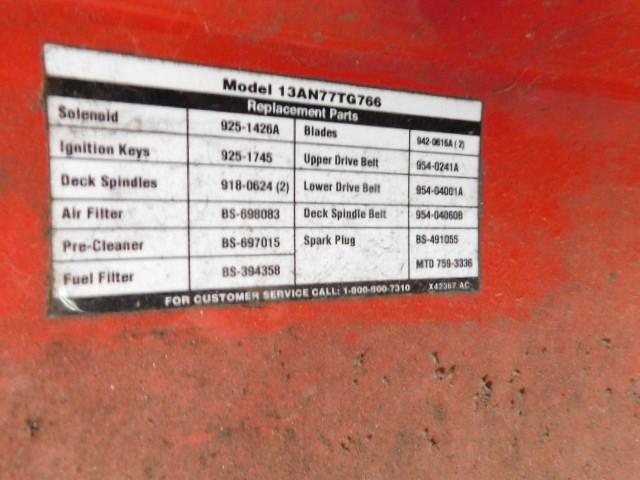 Model 13AN77TG766
Replacement Parts
Solenoid 925-1426A Blades 942-0616A (2)
Ignition Keys 925-1745 Upper Drive Belt 954-0241A
Deck Spindles 918-0624 (2) Lower Drive Belt 954-04001A
Air Filter BS-698083 Deck Spindle Belt 954-04060B
Pre-Cleaner BS-697015 Spark Plug BS-491055
Fuel Filter BS-394358 MTD 759-3336
FOR CUSTOMER SERVICE CALL: 1-800-800-7310 X42367 AC